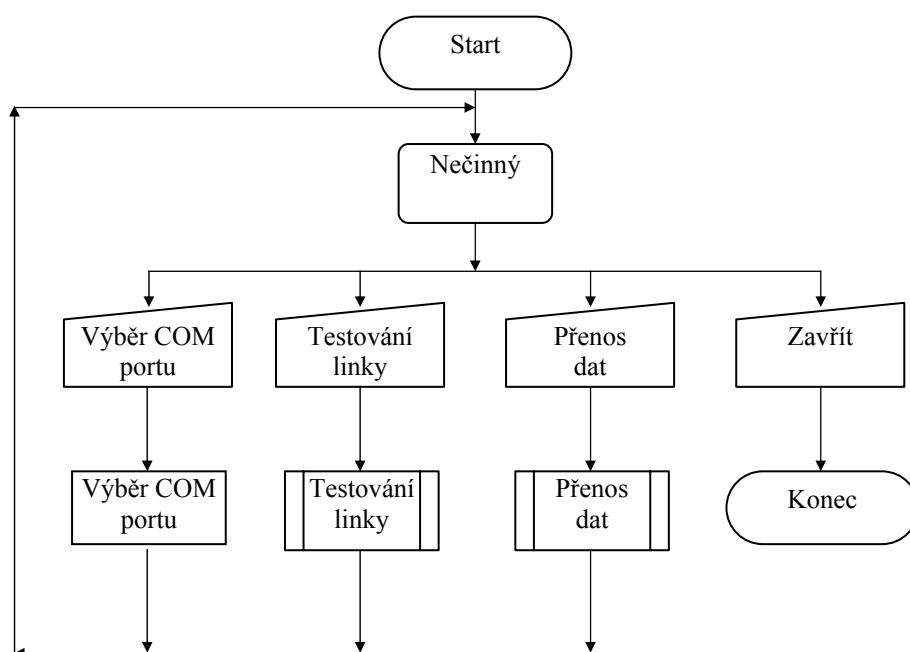 Start
Nečinný
Výběr COM
portu
Testování
linky
Přenos
dat
Zavřít
Výběr COM
portu
Testování
linky
Přenos
dat
Konec